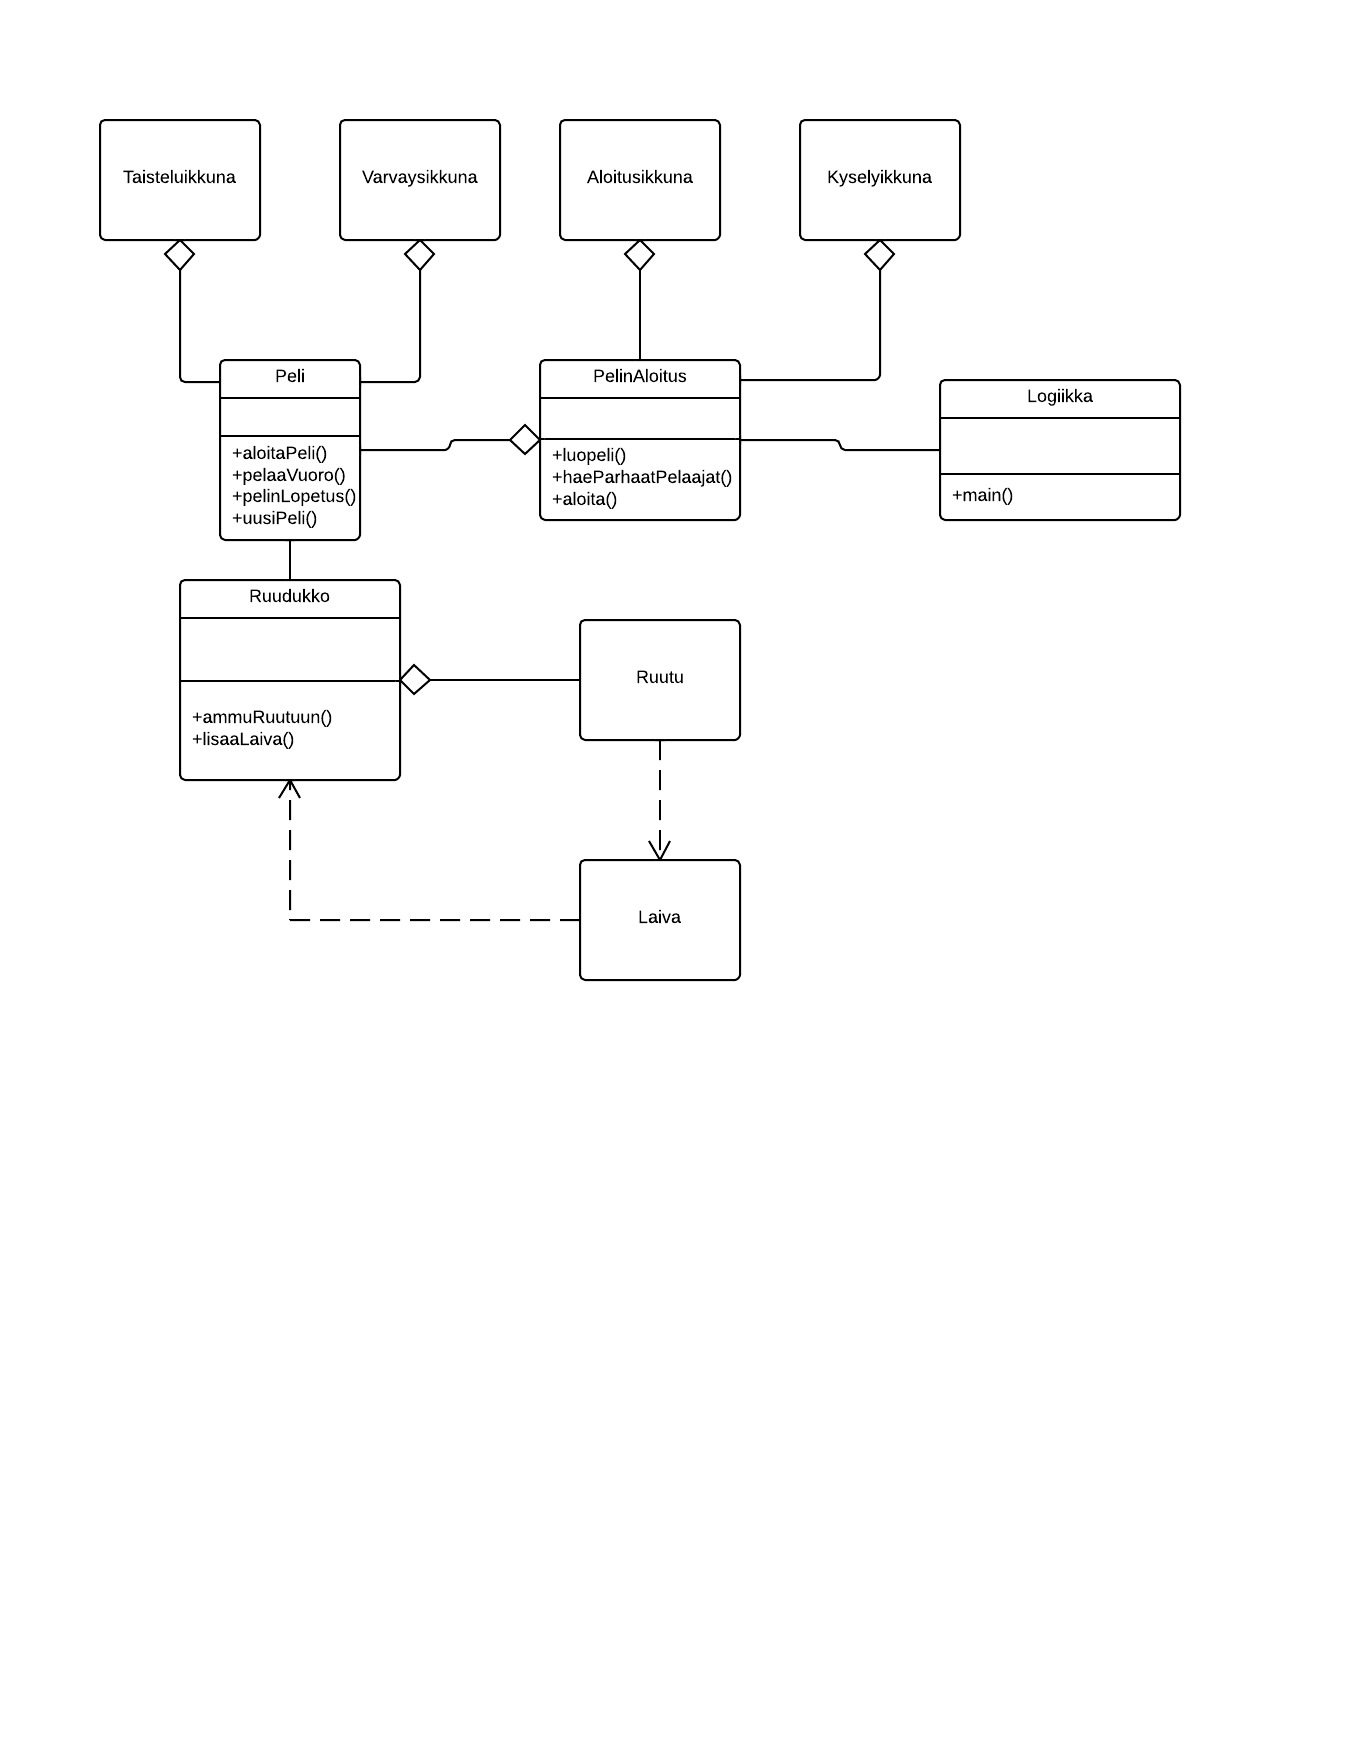 Taisteluikkuna
Varvaysikkuna
Aloitusikkuna
Kyselyikkuna
Peli
+aloitaPeli()
+pelaaVuoro()
+pelinLopetus()
+uusiPeli()
PelinAloitus
+luopeli()
+haeParhaatPelaajat()
+aloita()
Logiikka
+main()
Ruudukko
+ammuRuutuun()
+lisaaLaiva()
Ruutu
Laiva